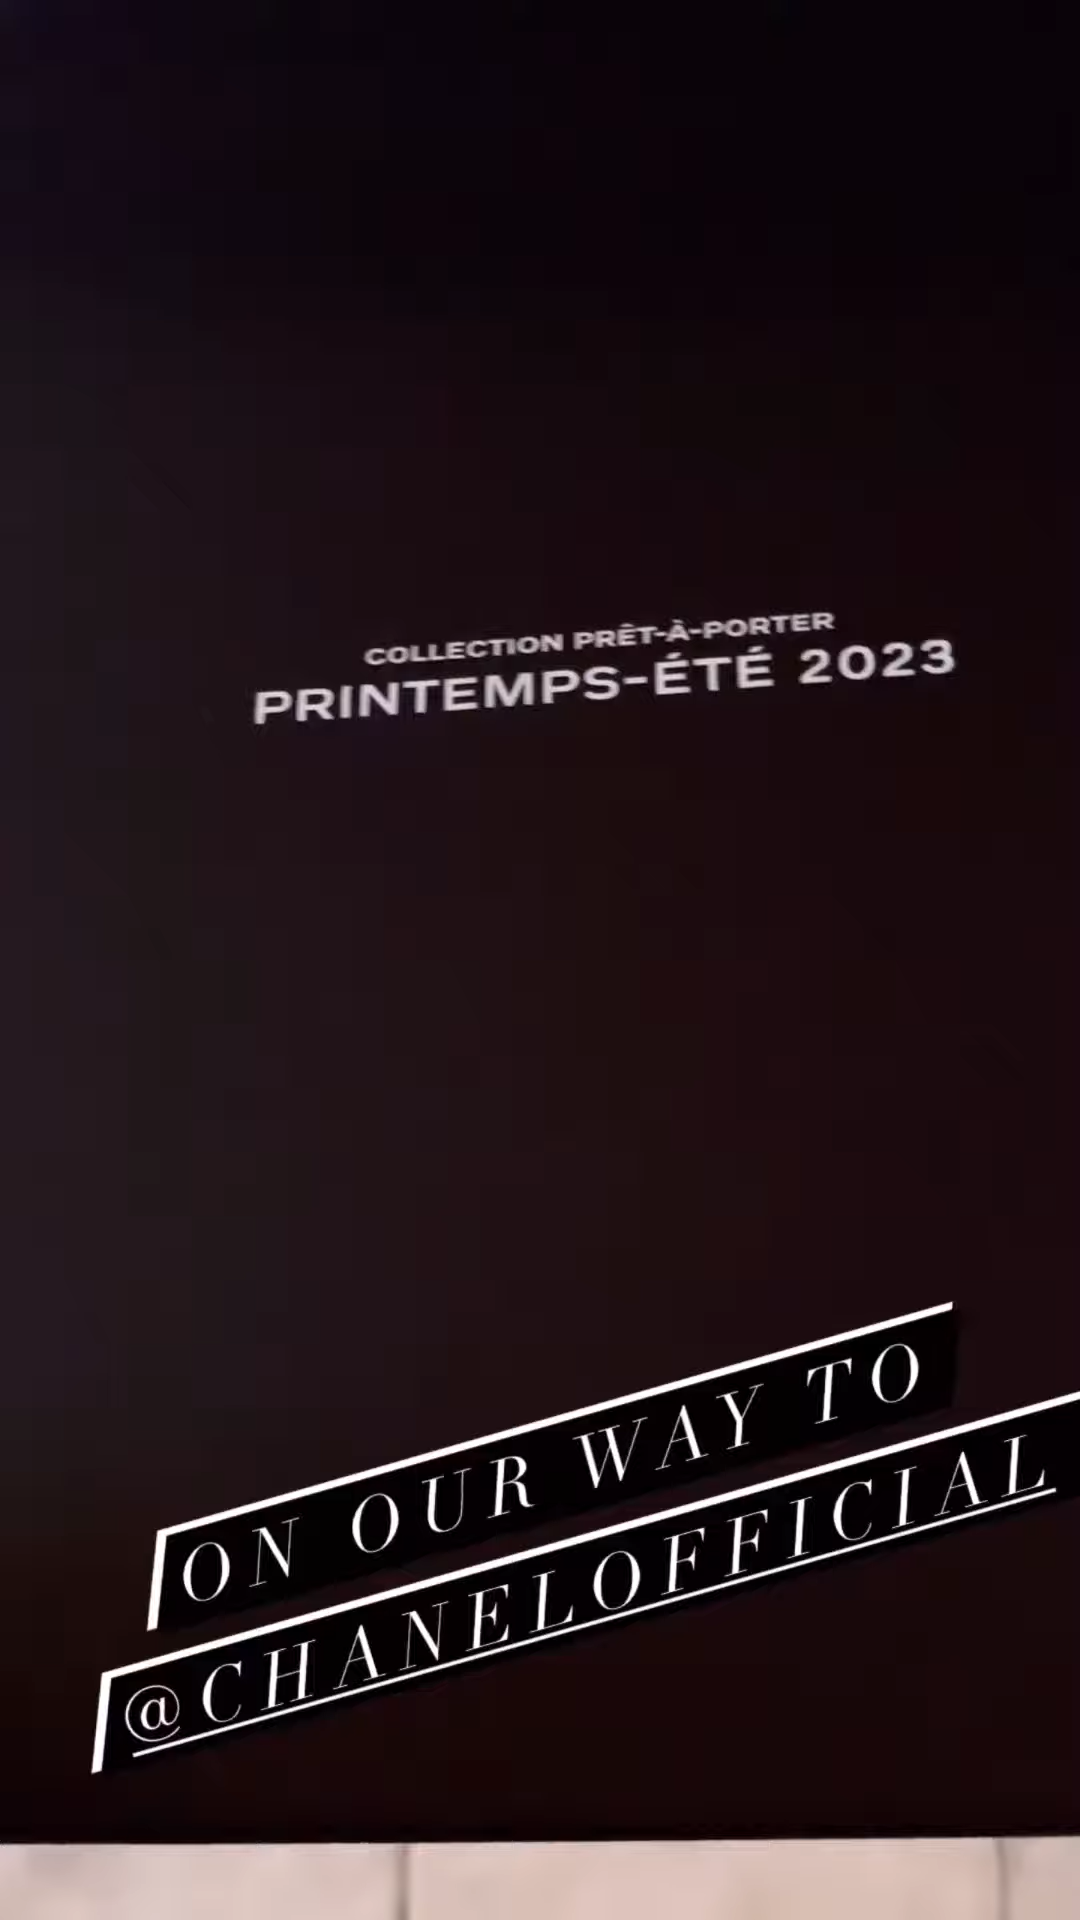 COLLECTION PRÊT-À-PORTER
PRINTEMPS-ÉTÉ 2023
ON OUR WAY TO
@CHANELOFFICIAL